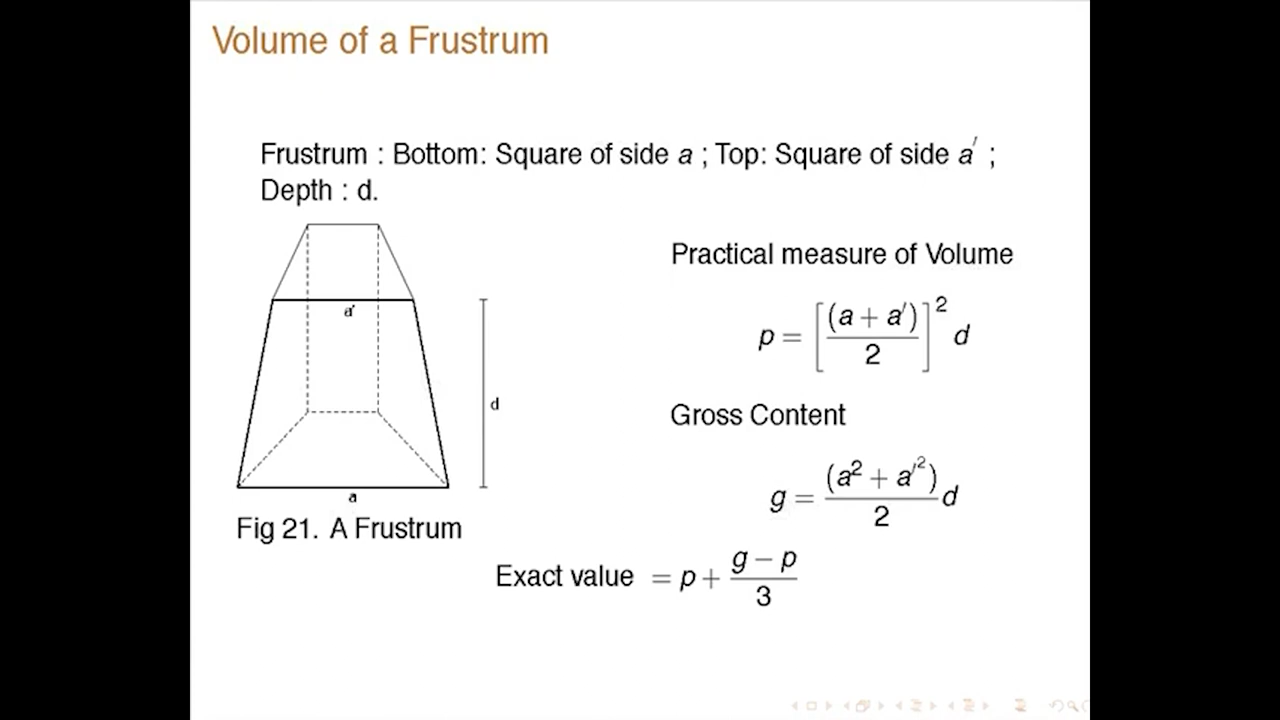 Volume of a Frustrum
Frustrum : Bottom: Square of side a ; Top: Square of side a′ ;
Depth : d.
a′
d
a
Fig 21. A Frustrum
Practical measure of Volume
p = [(a + a′)/2]² d
Gross Content
g = (a² + a′²)/2 d
Exact value = p + (g − p)/3